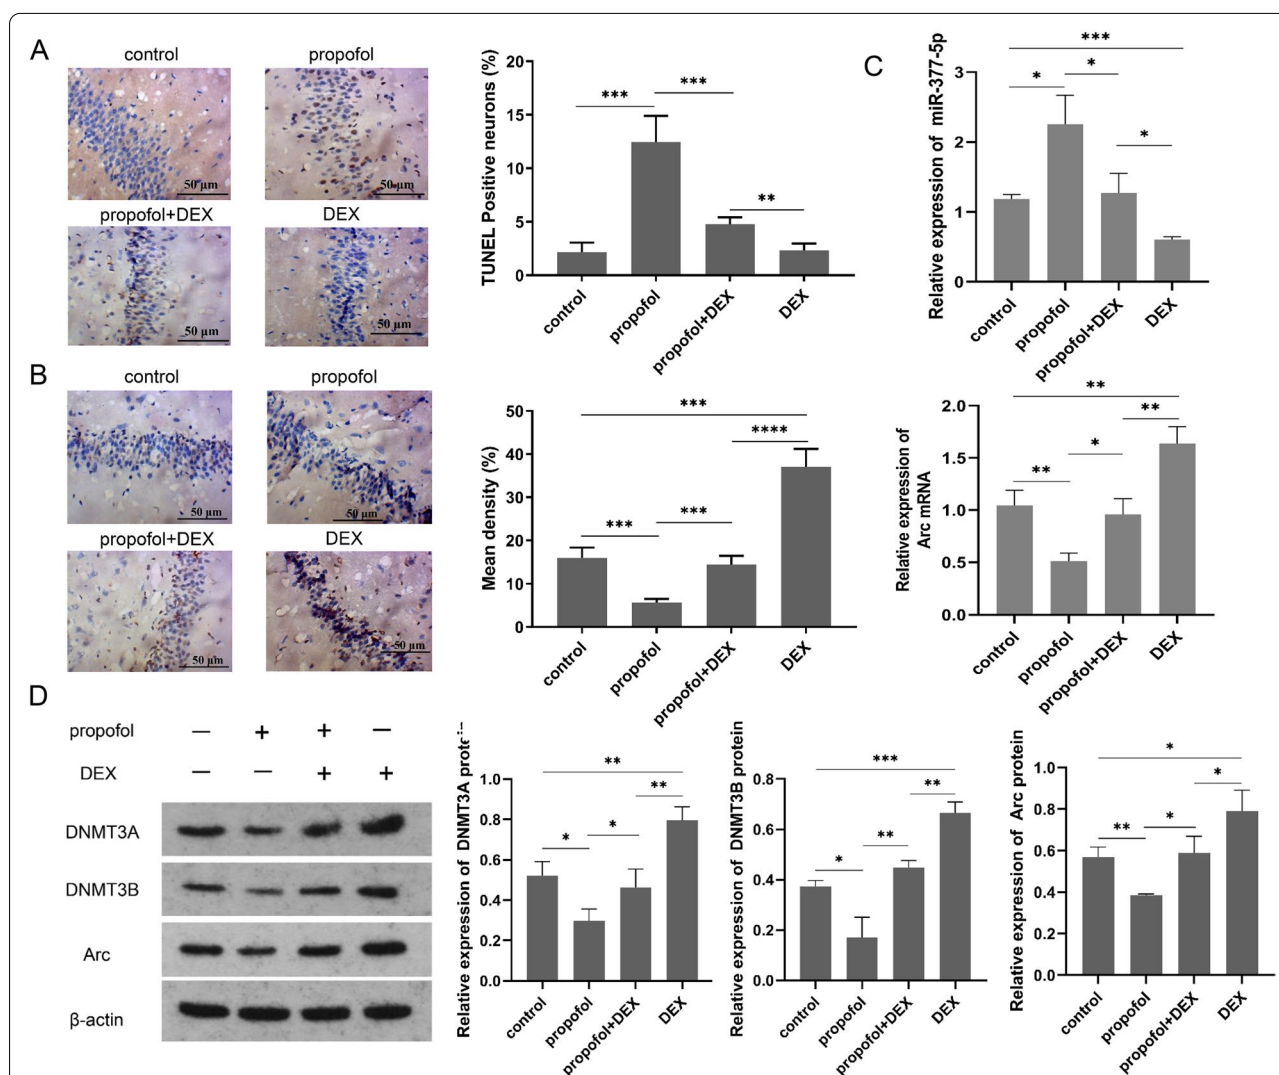 A
control
propofol
50 μm
50 μm
propofol+DEX
DEX
50 μm
50 μm
TUNEL Positive neurons (%)
20
15
10
5
0
***
***
**
control
propofol
propofol+DEX
DEX
C
Relative expression of miR-377-5p
3
2
1
0
***
*
*
*
control
propofol
propofol+DEX
DEX
B
control
propofol
50 μm
50 μm
propofol+DEX
DEX
50 μm
50 μm
Mean density (%)
50
40
30
20
10
0
***
****
***
***
control
propofol
propofol+DEX
DEX
Relative expression of
Arc mRNA
2.0
1.5
1.0
0.5
0.0
**
**
*
**
control
propofol
propofol+DEX
DEX
D
propofol — + + —
DEX — — + +
DNMT3A
DNMT3B
Arc
β-actin
Relative expression of DNMT3A protein
1.0
0.8
0.6
0.4
0.2
0.0
**
**
*
*
control
propofol
propofol+DEX
DEX
Relative expression of DNMT3B protein
0.8
0.6
0.4
0.2
0.0
***
**
**
*
control
propofol
propofol+DEX
DEX
Relative expression of Arc protein
1.0
0.8
0.6
0.4
0.2
0.0
*
*
*
**
control
propofol
propofol+DEX
DEX